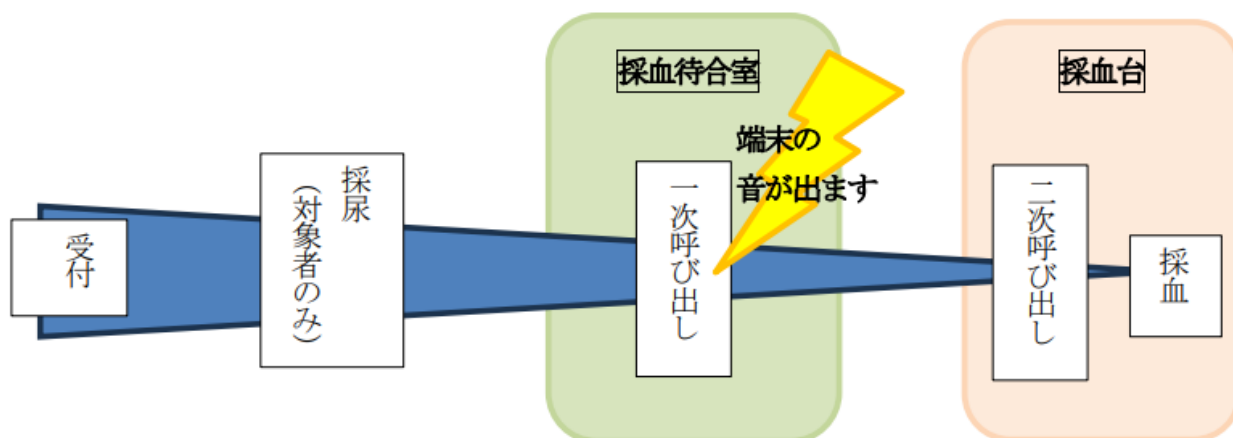 受付
採尿
（対象者のみ）
採血待合室
一次呼び出し
端末の
音が出ます
採血台
二次呼び出し
採血